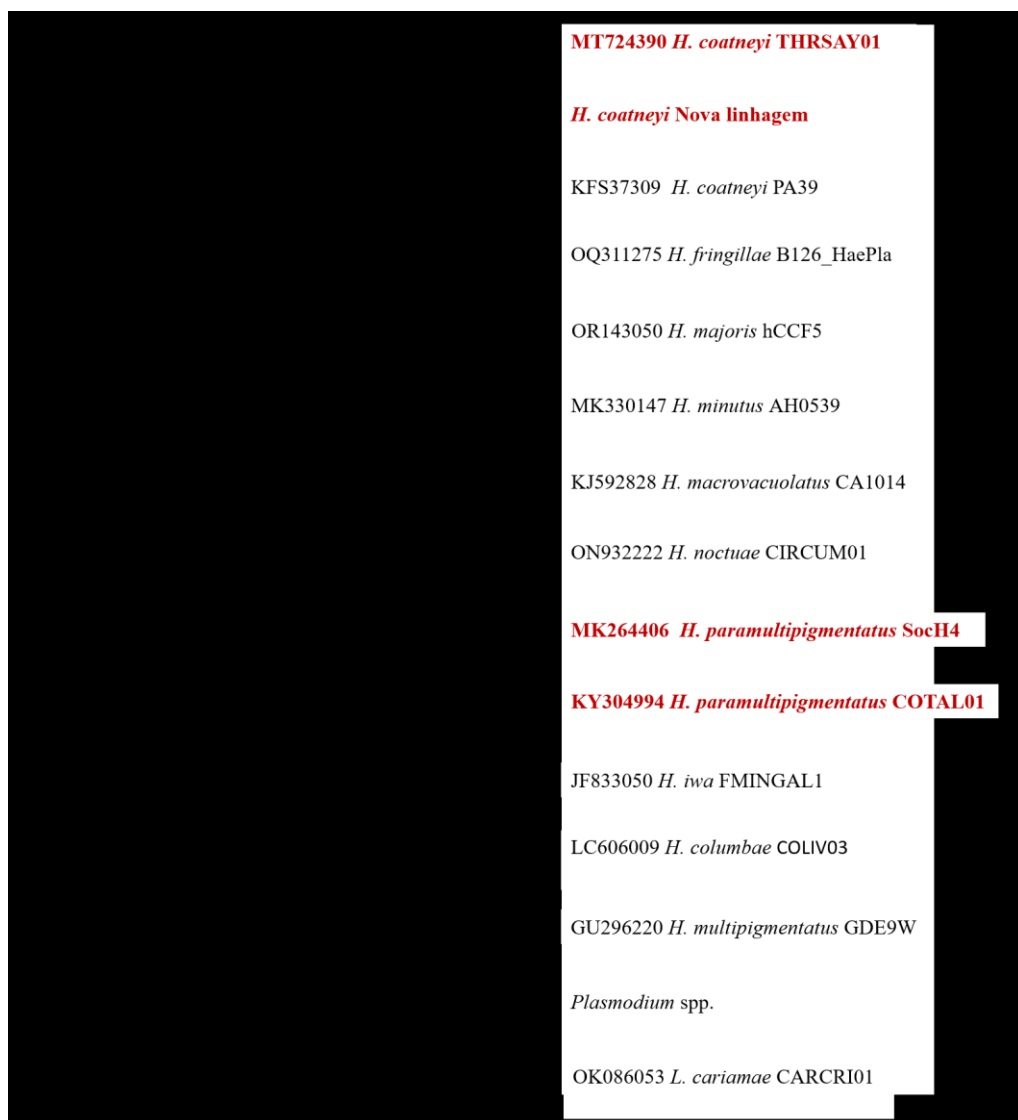 MT724390 H. coatneyi THRSAY01
H. coatneyi Nova linhagem
KFS37309 H. coatneyi PA39
OQ311275 H. fringillae B126_HaePla
OR143050 H. majoris hCCF5
MK330147 H. minutus AH0539
KJ592828 H. macrovacuolatus CA1014
ON932222 H. noctuae CIRCUM01
MK264406 H. paramultipigmentatus SocH4
KY304994 H. paramultipigmentatus COTAL01
JF833050 H. iwa FMINGAL1
LC606009 H. columbae COLIV03
GU296220 H. multipigmentatus GDE9W
Plasmodium spp.
OK086053 L. cariamae CARCRI01